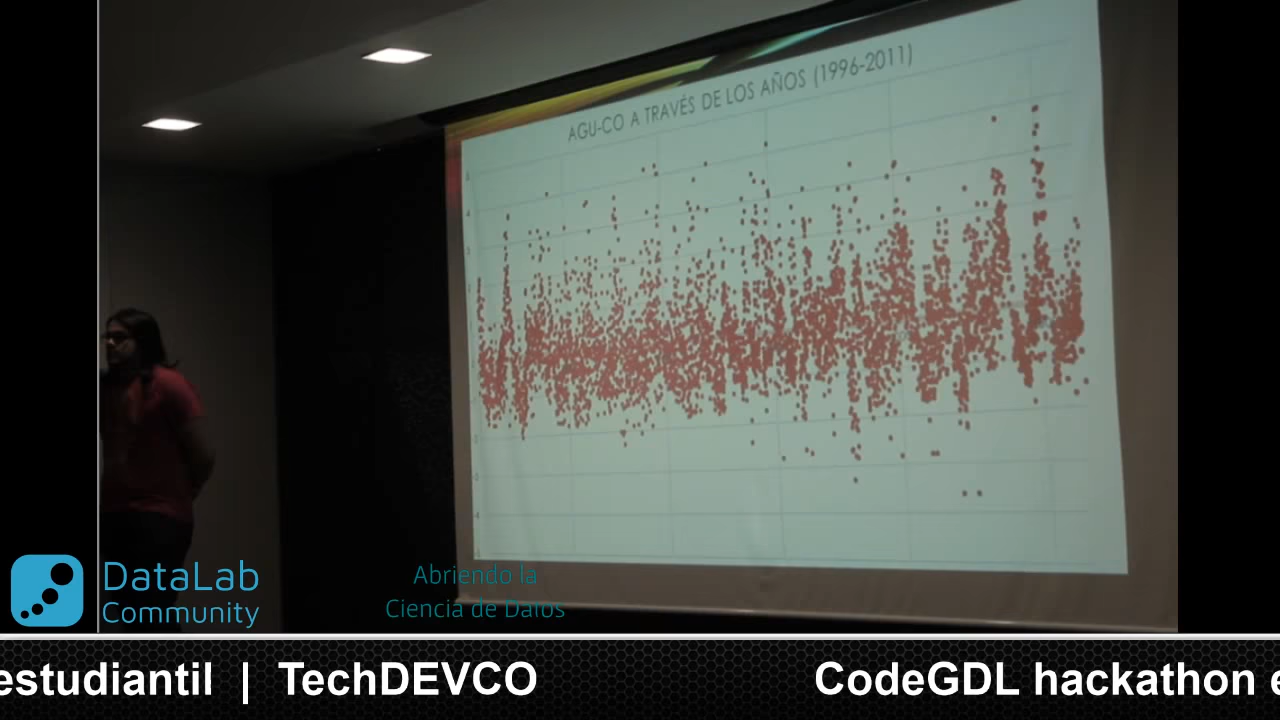 AGU-CO A TRAVÉS DE LOS AÑOS (1996-2011)
DataLab
Community
Abriendo la
Ciencia de Datos
estudiantil | TechDEVCO CodeGDL hackathon e